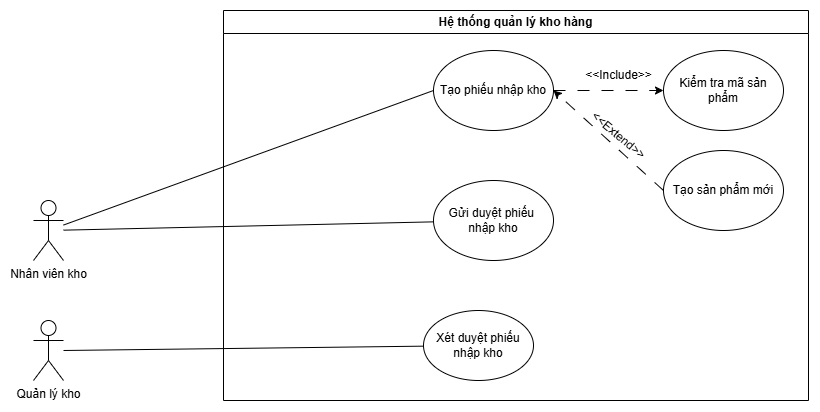 Hệ thống quản lý kho hàng
Tạo phiếu nhập kho
<<Include>>
Kiểm tra mã sản
phẩm
<<Extend>>
Tạo sản phẩm mới
Gửi duyệt phiếu
nhập kho
Nhân viên kho
Xét duyệt phiếu
nhập kho
Quản lý kho